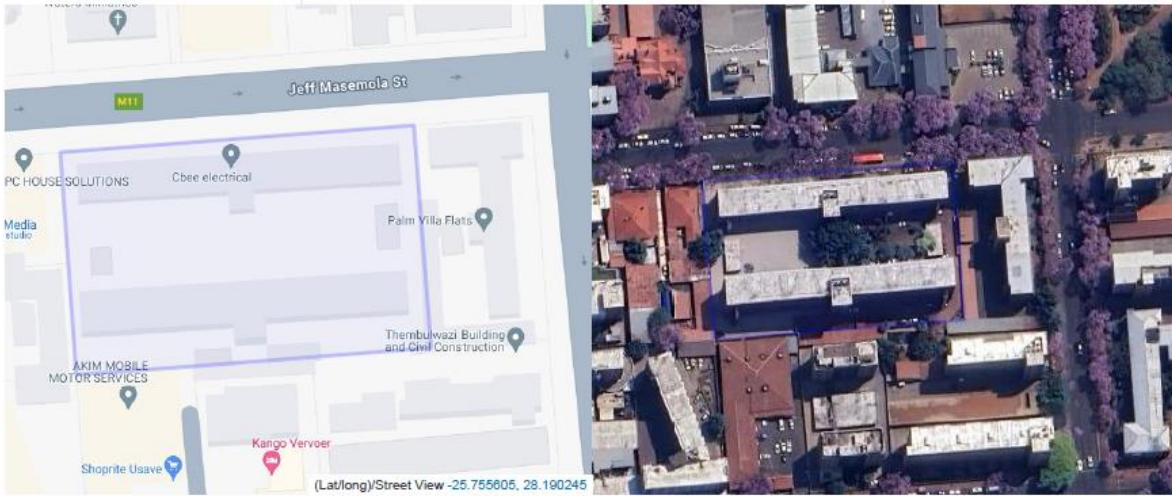 Jeff Masemola St
M11
PC HOUSE SOLUTIONS
Cbee electrical
Media
studio
Palm Villa Flats
Thembulwazi Building
and Civil Construction
AKIM MOBILE
MOTOR SERVICES
Kango Vervoer
Shoprite Usave
(Lat/long)/Street View -25.755605, 28.190245